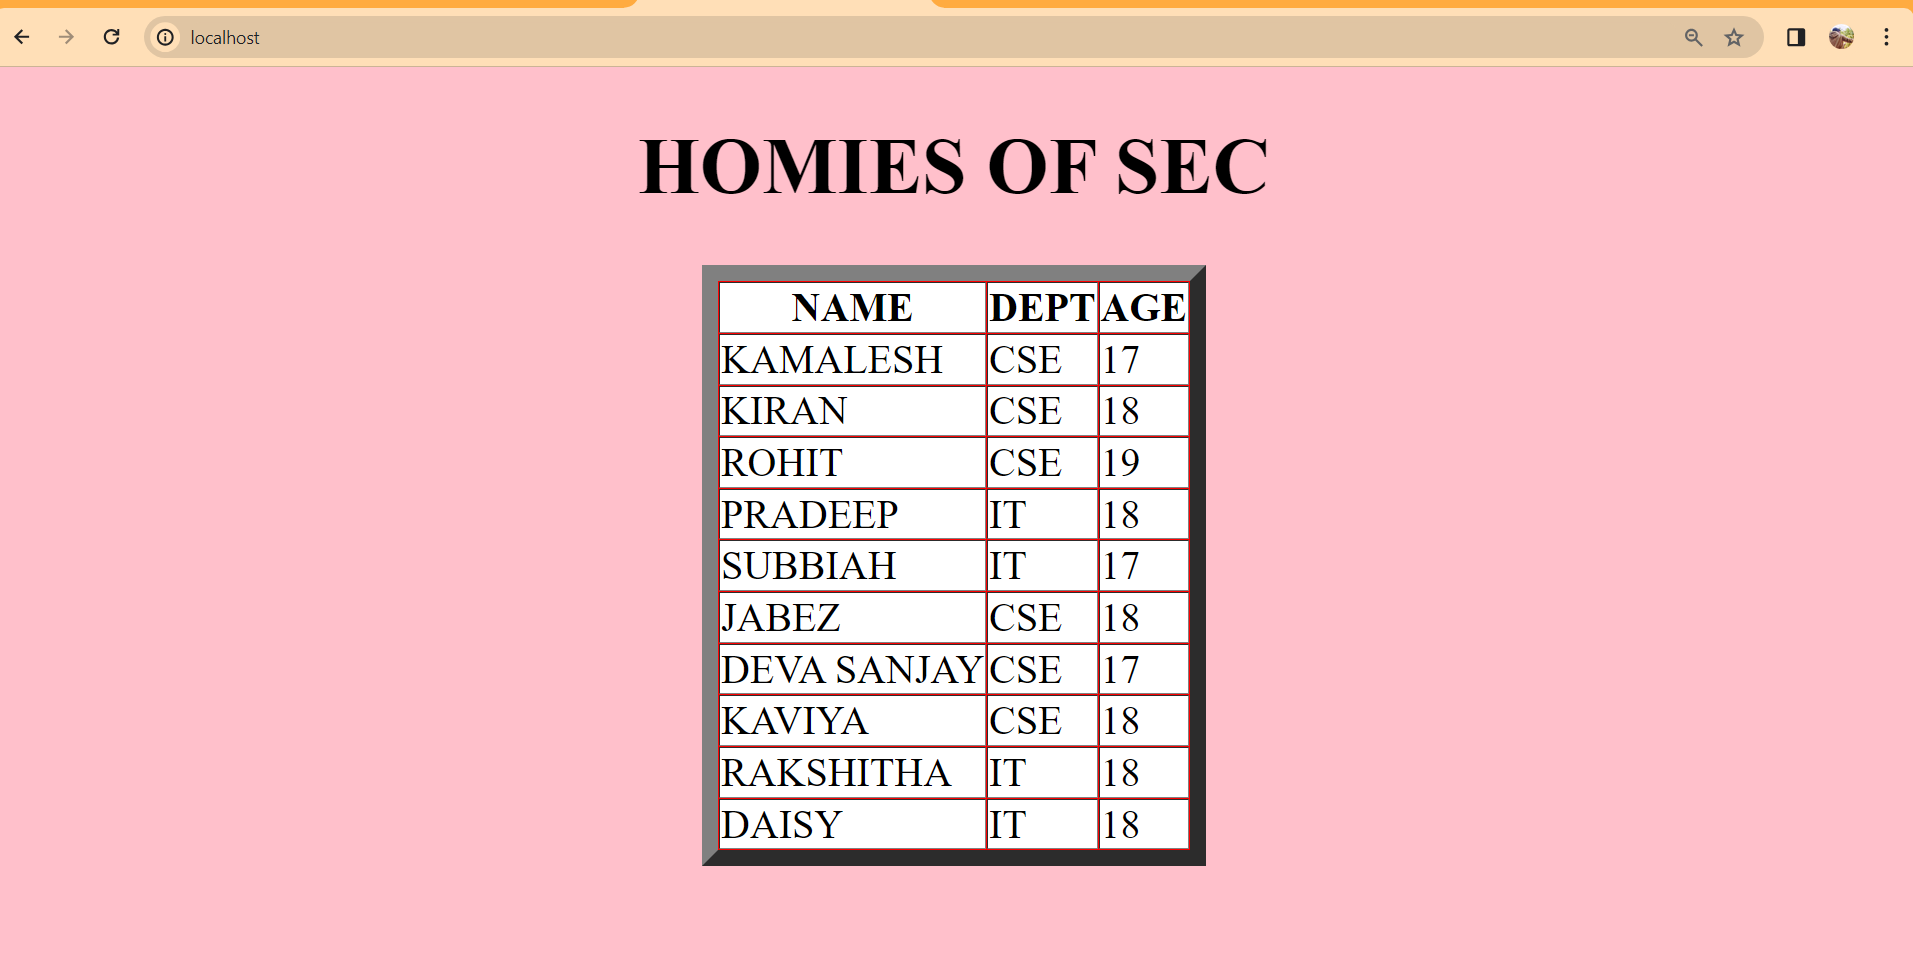 localhost
HOMIES OF SEC
NAME DEPT AGE
KAMALESH CSE 17
KIRAN CSE 18
ROHIT CSE 19
PRADEEP IT 18
SUBBIAH IT 17
JABEZ CSE 18
DEVA SANJAY CSE 17
KAVIYA CSE 18
RAKSHITHA IT 18
DAISY IT 18